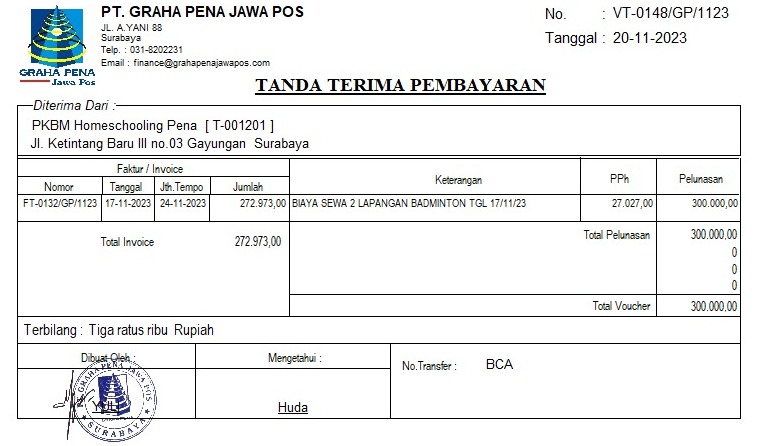 PT. GRAHA PENA JAWA POS
JL. A.YANI 88
Surabaya
Telp. : 031-8202231
Email : finance@grahapenajawapos.com
GRAHA PENA
Jawa Pos
No. : VT-0148/GP/1123
Tanggal : 20-11-2023
TANDA TERIMA PEMBAYARAN
Diterima Dari :
PKBM Homeschooling Pena [ T-001201 ]
Jl. Ketintang Baru III no.03 Gayungan Surabaya
Faktur / Invoice Keterangan PPh Pelunasan
Nomor Tanggal Jth.Tempo Jumlah
FT-0132/GP/1123 17-11-2023 24-11-2023 272.973,00 BIAYA SEWA 2 LAPANGAN BADMINTON TGL 17/11/23 27.027,00 300.000,00
Total Invoice 272.973,00 Total Pelunasan 300.000,00
0
0
0
Total Voucher 300.000,00
Terbilang : Tiga ratus ribu Rupiah
Dibuat Oleh : Mengetahui : No.Transfer : BCA
GRAHA PENA JAWA POS
SURABAYA
Huda